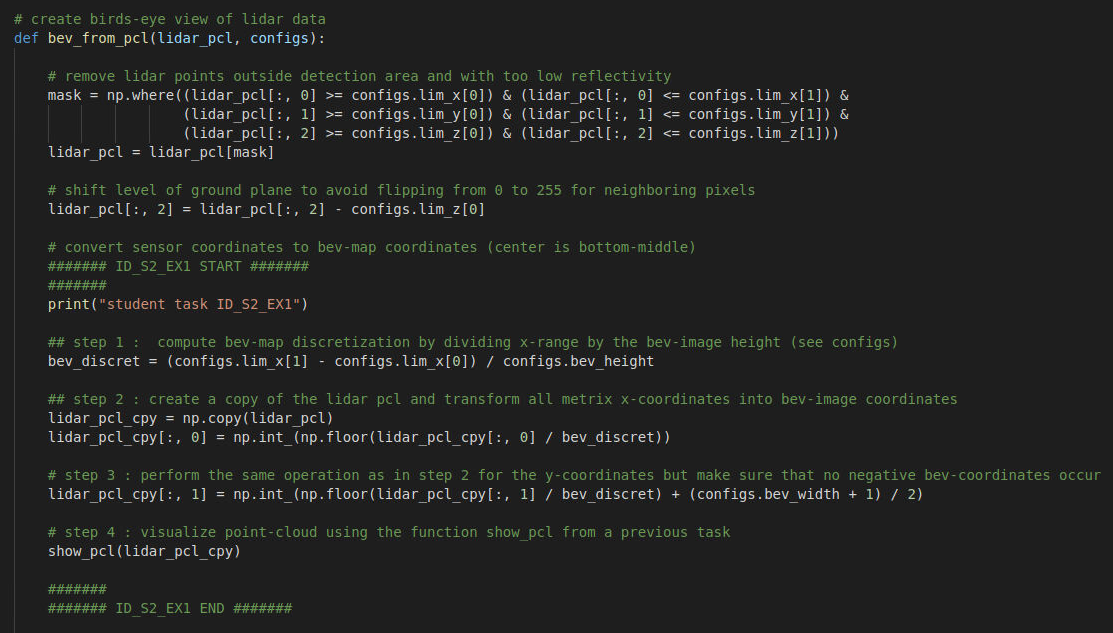 # create birds-eye view of lidar data
def bev_from_pcl(lidar_pcl, configs):
# remove lidar points outside detection area and with too low reflectivity
mask = np.where((lidar_pcl[:, 0] >= configs.lim_x[0]) & (lidar_pcl[:, 0] <= configs.lim_x[1]) &
(lidar_pcl[:, 1] >= configs.lim_y[0]) & (lidar_pcl[:, 1] <= configs.lim_y[1]) &
(lidar_pcl[:, 2] >= configs.lim_z[0]) & (lidar_pcl[:, 2] <= configs.lim_z[1]))
lidar_pcl = lidar_pcl[mask]
# shift level of ground plane to avoid flipping from 0 to 255 for neighboring pixels
lidar_pcl[:, 2] = lidar_pcl[:, 2] - configs.lim_z[0]
# convert sensor coordinates to bev-map coordinates (center is bottom-middle)
####### ID_S2_EX1 START #######
#######
print("student task ID_S2_EX1")
## step 1 :  compute bev-map discretization by dividing x-range by the bev-image height (see configs)
bev_discret = (configs.lim_x[1] - configs.lim_x[0]) / configs.bev_height
## step 2 : create a copy of the lidar pcl and transform all metrix x-coordinates into bev-image coordinates
lidar_pcl_cpy = np.copy(lidar_pcl)
lidar_pcl_cpy[:, 0] = np.int_(np.floor(lidar_pcl_cpy[:, 0] / bev_discret))
# step 3 : perform the same operation as in step 2 for the y-coordinates but make sure that no negative bev-coordinates occur
lidar_pcl_cpy[:, 1] = np.int_(np.floor(lidar_pcl_cpy[:, 1] / bev_discret) + (configs.bev_width + 1) / 2)
# step 4 : visualize point-cloud using the function show_pcl from a previous task
show_pcl(lidar_pcl_cpy)
#######
####### ID_S2_EX1 END #######